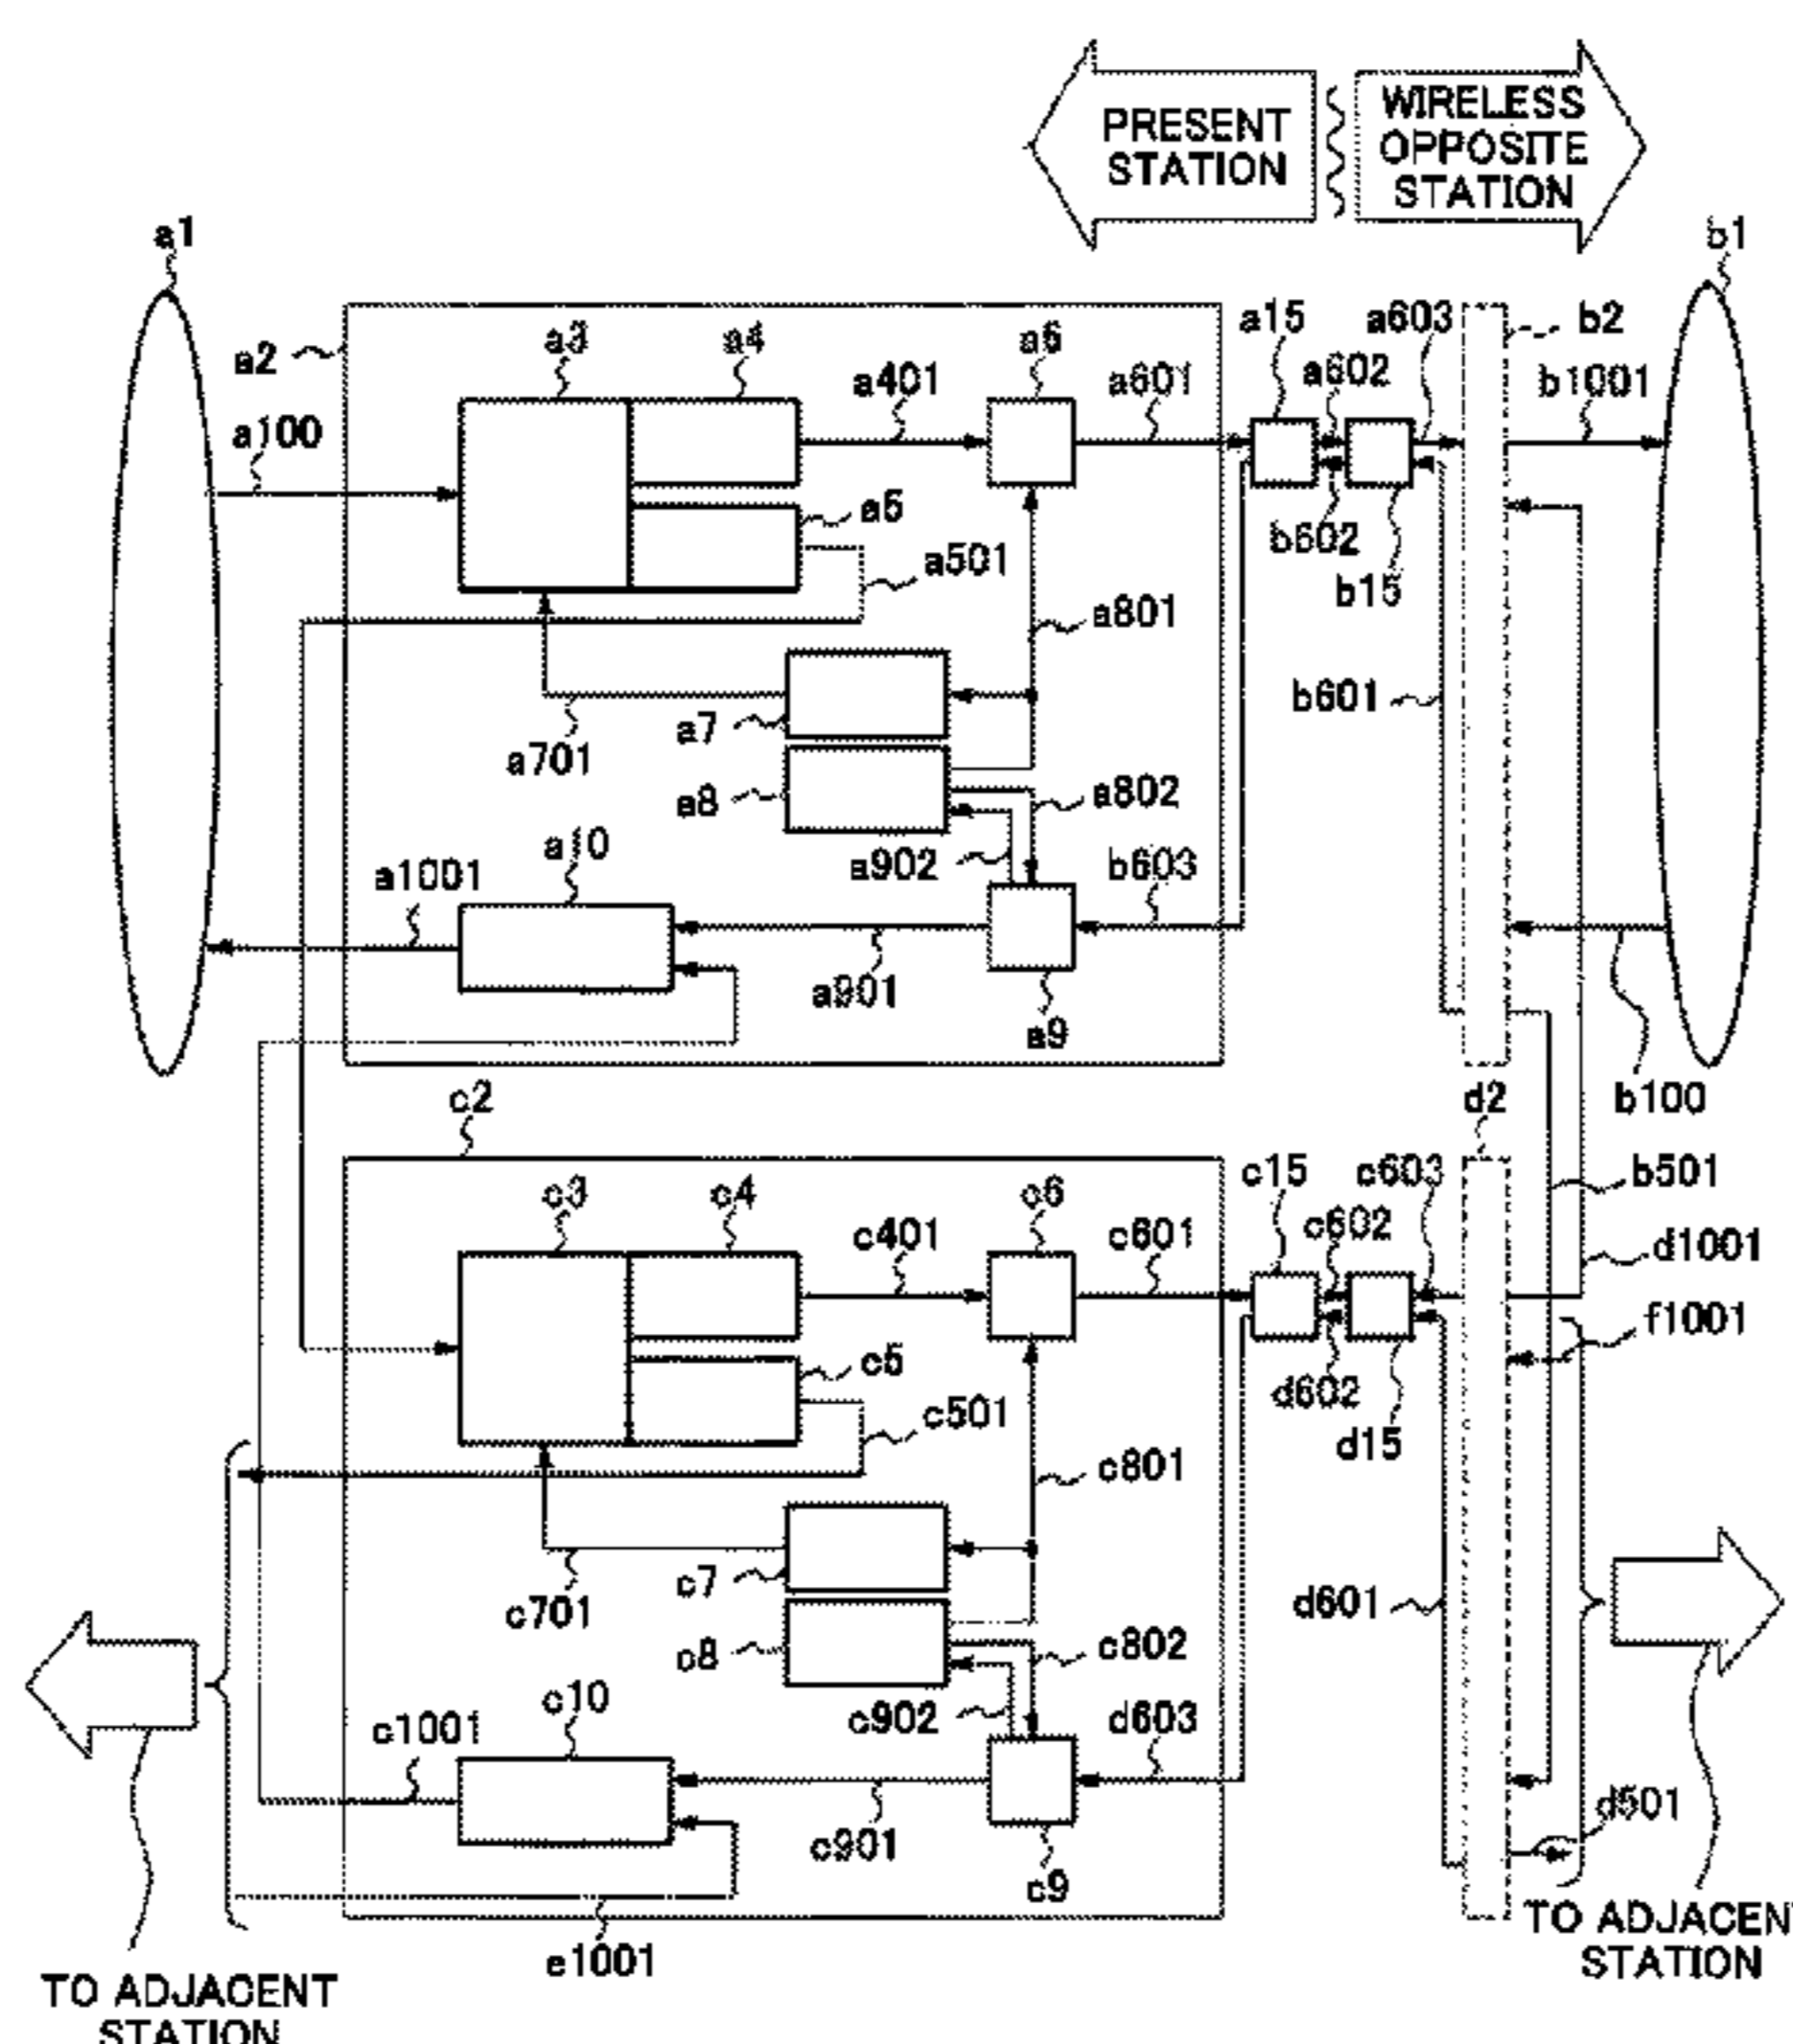 PRESENT
STATION
WIRELESS
OPPOSITE
STATION
a1
b1
a2
a3
a4
a6
a15
a603
b2
a100
a401
a601
a602
b1001
a5
a501
b602
b15
a801
b601
a7
a701
a8
a802
a10
a1001
a902
b603
a901
a9
b100
c2
d2
b501
c3
c4
c6
c15
c603
c401
c601
c602
d1001
f1001
c5
c501
d602
d15
c801
c7
c701
d601
c8
c802
c10
c1001
c902
d603
d501
c901
c9
e1001
TO ADJACENT
STATION
TO ADJACEN
STATION